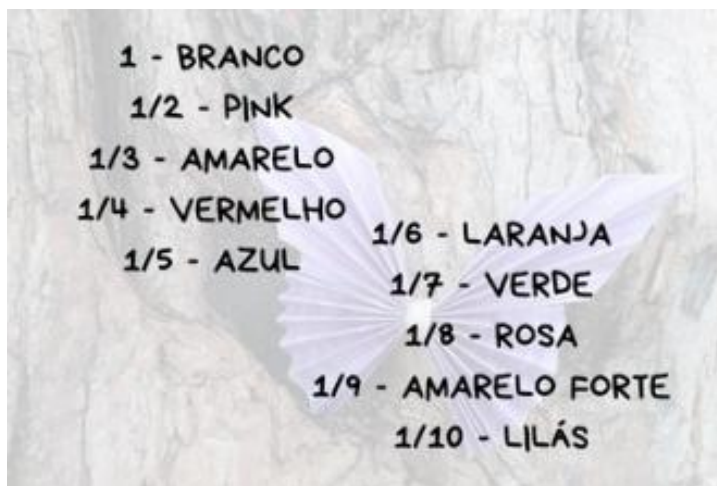 1 - BRANCO
1/2 - PINK
1/3 - AMARELO
1/4 - VERMELHO
1/5 - AZUL
1/6 - LARANJA
1/7 - VERDE
1/8 - ROSA
1/9 - AMARELO FORTE
1/10 - LILÁS